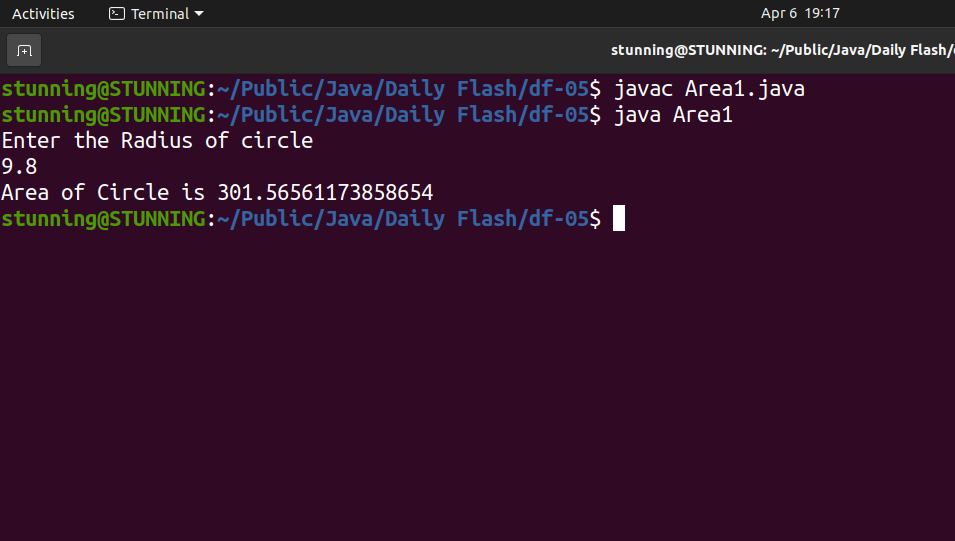 Activities Terminal Apr 6 19:17
stunning@STUNNING: ~/Public/Java/Daily Flash/
stunning@STUNNING:~/Public/Java/Daily Flash/df-05$ javac Area1.java
stunning@STUNNING:~/Public/Java/Daily Flash/df-05$ java Area1
Enter the Radius of circle
9.8
Area of Circle is 301.56561173858654
stunning@STUNNING:~/Public/Java/Daily Flash/df-05$